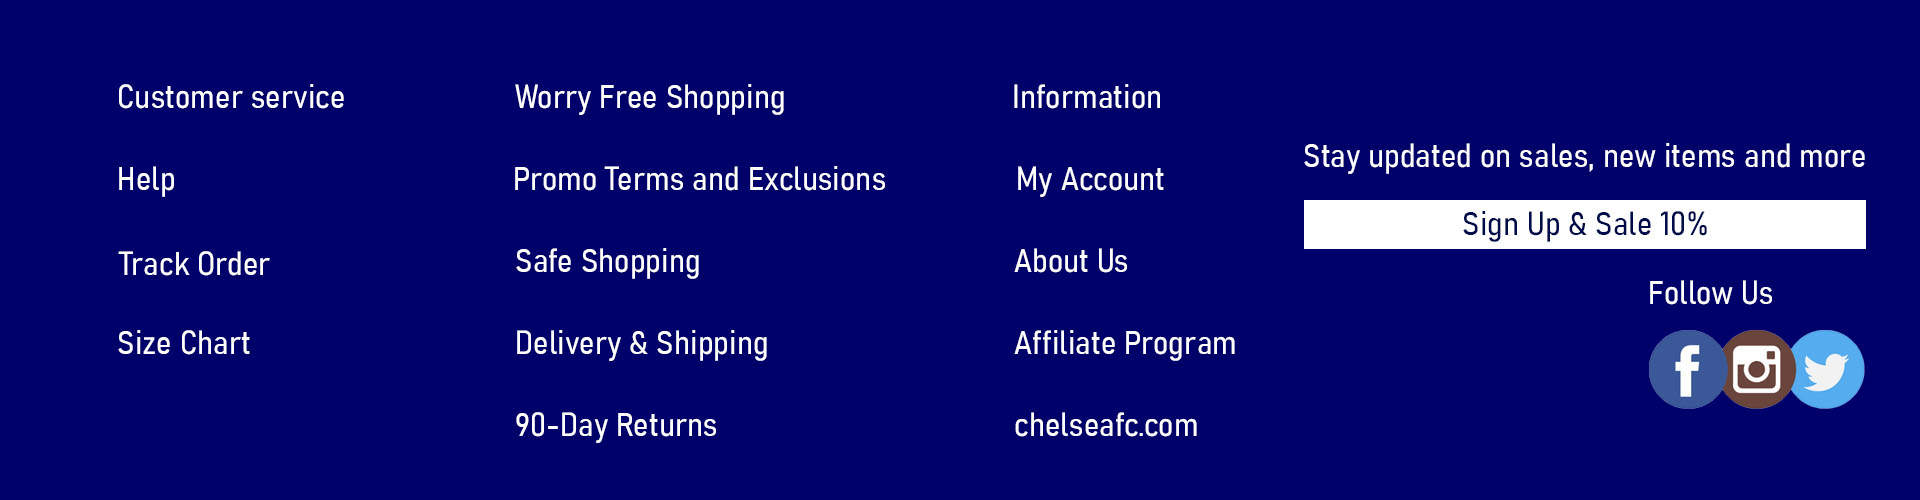 Customer service
Help
Track Order
Size Chart
Worry Free Shopping
Promo Terms and Exclusions
Safe Shopping
Delivery & Shipping
90-Day Returns
Information
My Account
About Us
Affiliate Program
chelseafc.com
Stay updated on sales, new items and more
Sign Up & Sale 10%
Follow Us